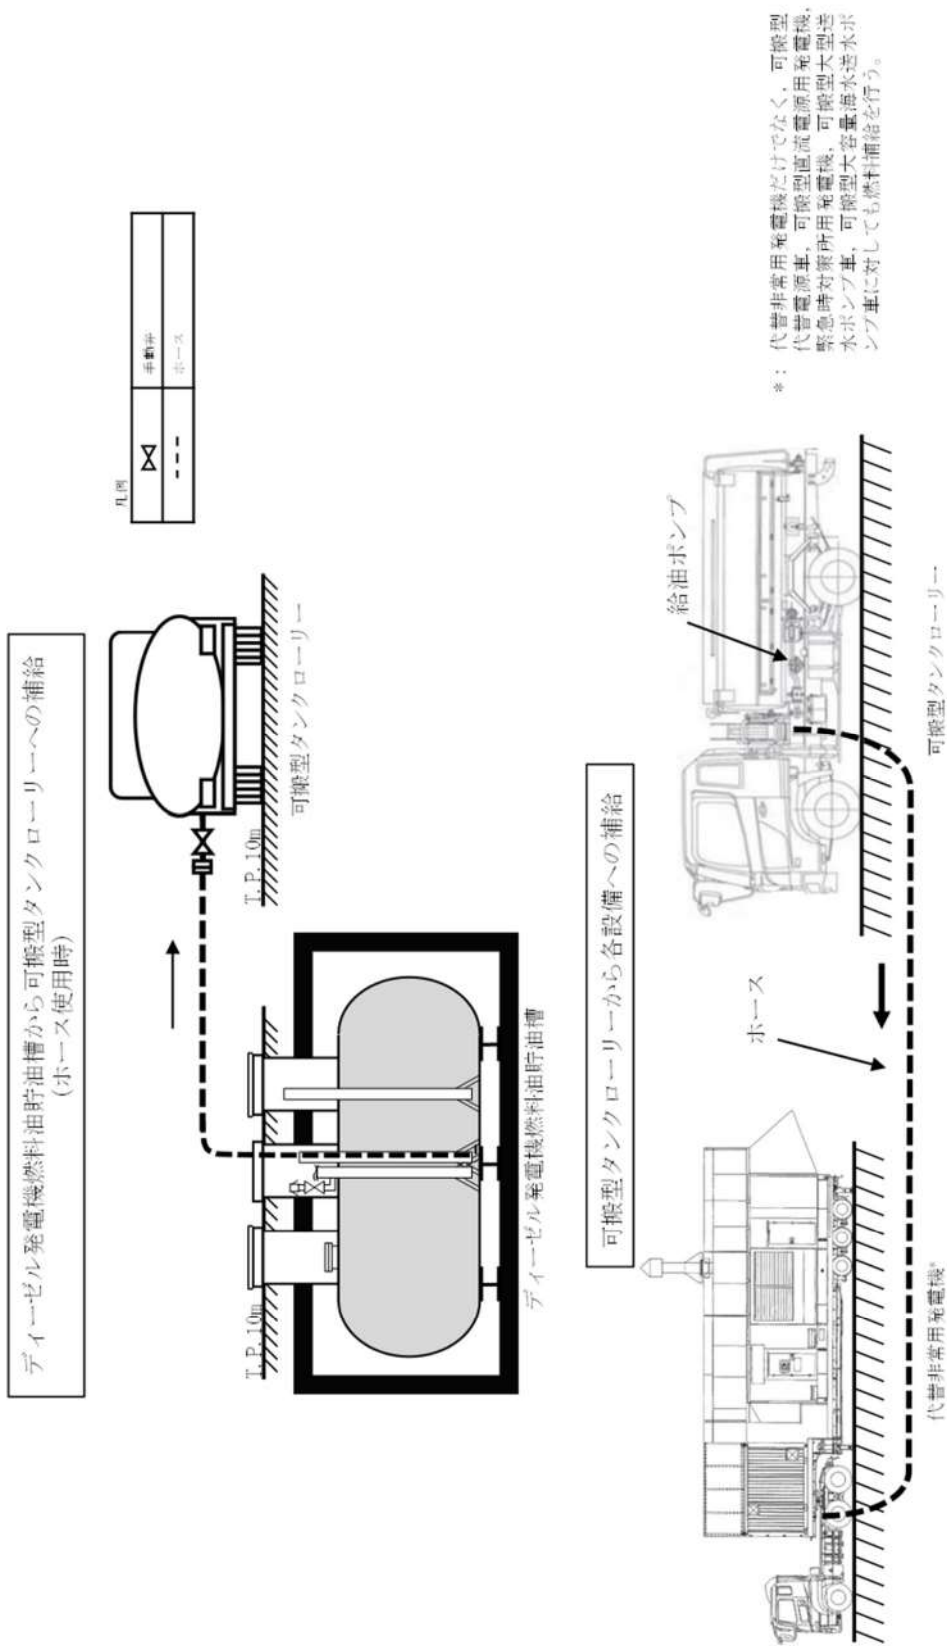 ディーゼル発電機燃料油貯油槽から可搬型タンクローリーへの補給
(ホース使用時)
凡例
手動弁
ホース
T.P.10m
T.P.10m
可搬型タンクローリー
ディーゼル発電機燃料油貯油槽
可搬型タンクローリーから各設備への補給
給油ポンプ
ホース
代替非常用発電機*
可搬型タンクローリー
*: 代替非常用発電機だけでなく,可搬型
代替電源車,可搬型直流電源用発電機,
緊急時対策所用発電機,可搬型大型送
水ポンプ車,可搬型大容量海水送水ポ
ンプ車に対しても燃料補給を行う。